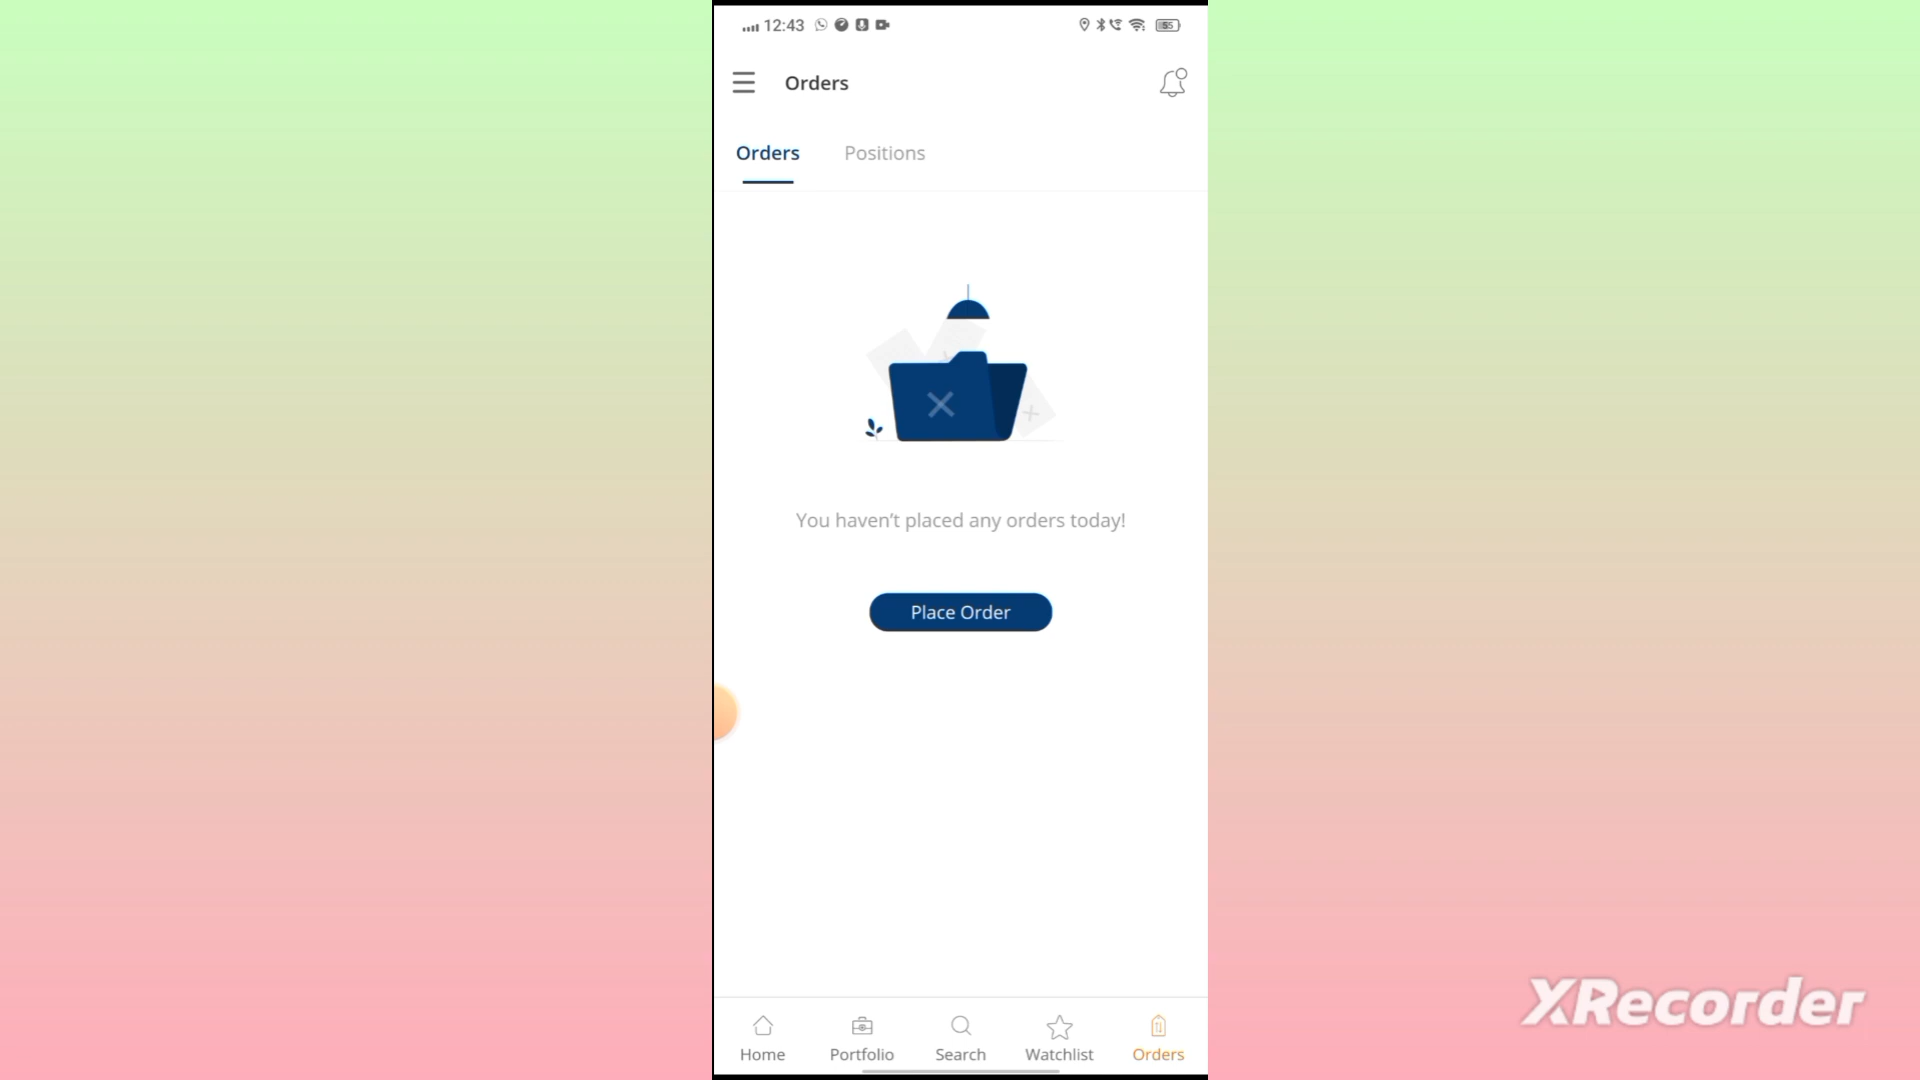 12:43
55
Orders
Orders Positions
You haven't placed any orders today!
Place Order
Home Portfolio Search Watchlist Orders
XRecorder